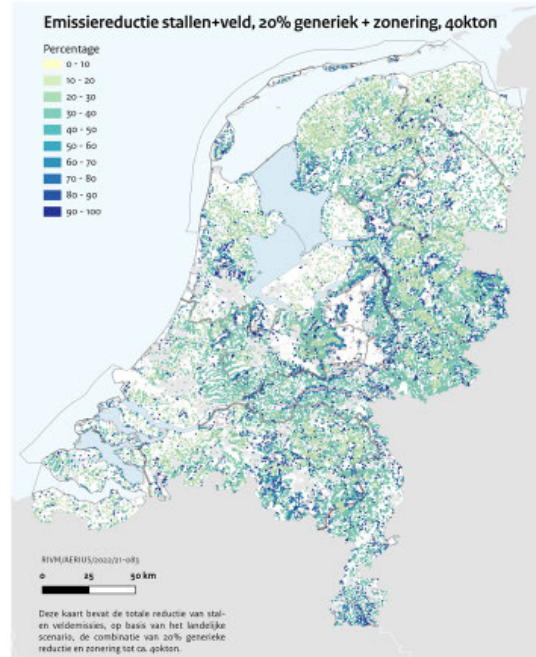 Emissiereductie stallen+veld, 20% generiek + zonering, 40kton
Percentage
0 - 10
10 - 20
20 - 30
30 - 40
40 - 50
50 - 60
60 - 70
70 - 80
80 - 90
90 - 100
RIVM/AERIUS/2022/21-083
0 25 50 km
Deze kaart bevat de totale reductie van stal-
en veldemissies, op basis van het landelijke
scenario, de combinatie van 20% generieke
reductie en zonering tot ca. 40kton.